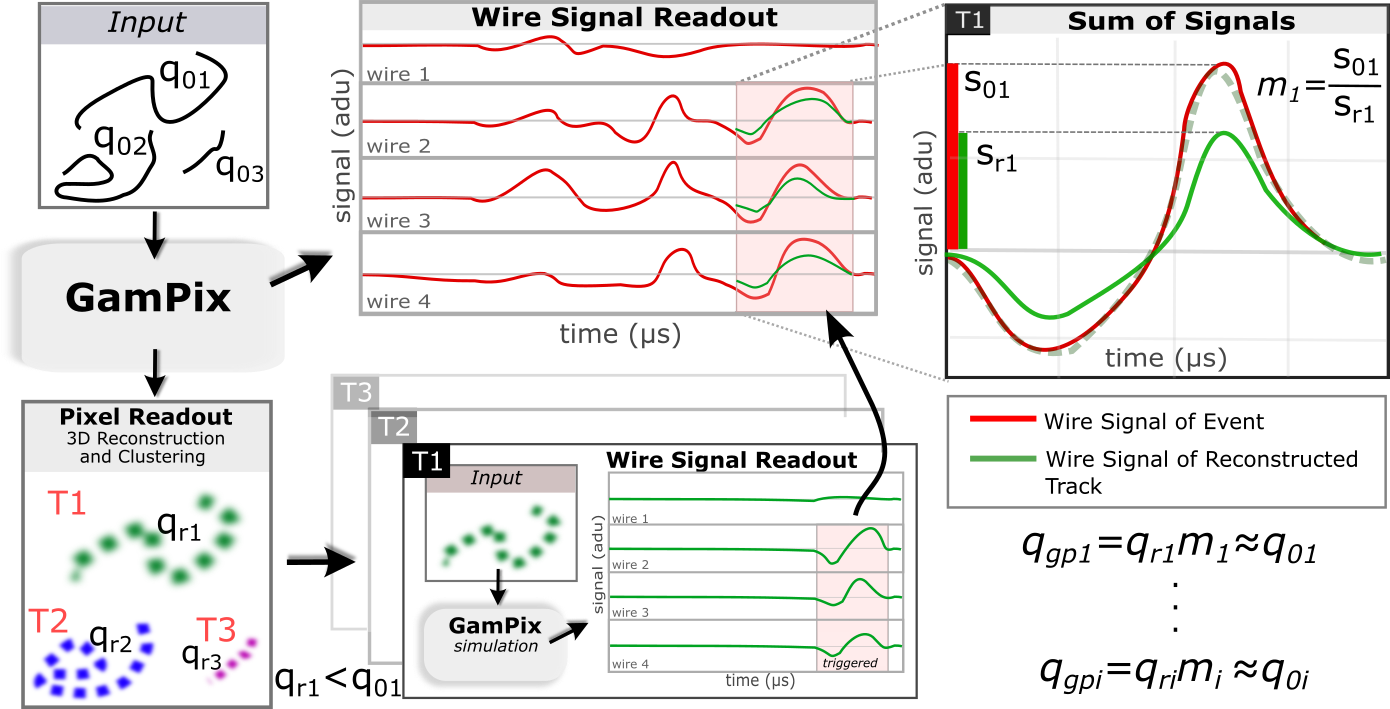 Input
q01
q02
q03
GamPix
Pixel Readout
3D Reconstruction
and Clustering
T1
qr1
T2
qr2
T3
qr3
Wire Signal Readout
signal (adu)
wire 1
wire 2
wire 3
wire 4
time (µs)
T3
T2
T1
Input
GamPix
simulation
Wire Signal Readout
signal (adu)
wire 1
wire 2
wire 3
wire 4
triggered
time (µs)
qr1<q01
T1
Sum of Signals
s01
sr1
m1=s01/sr1
signal (adu)
time (µs)
Wire Signal of Event
Wire Signal of Reconstructed
Track
qgp1=qr1m1≈q01
.
.
.
qgpi=qrimi≈q0i